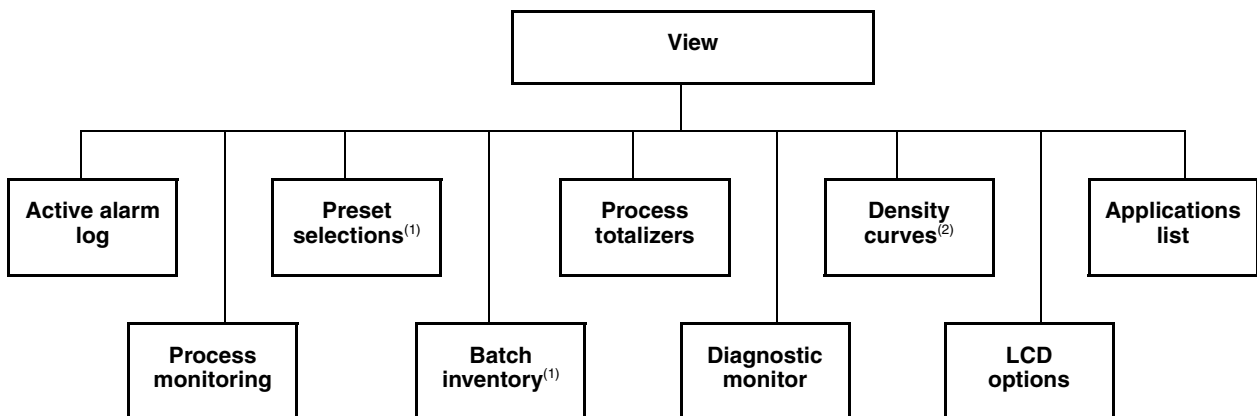 View
Active alarm
log
Preset
selections(1)
Process
totalizers
Density
curves(2)
Applications
list
Process
monitoring
Batch
inventory(1)
Diagnostic
monitor
LCD
options